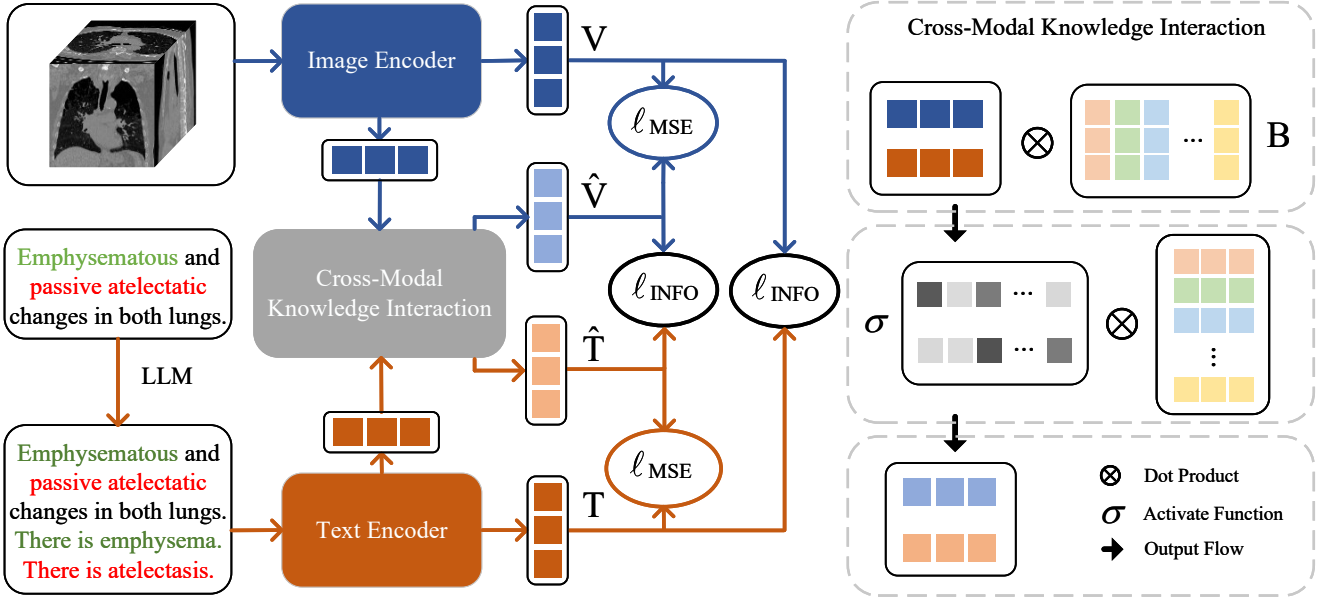 Image Encoder
V
ℓ MSE
V̂
Cross-Modal
Knowledge Interaction
ℓ INFO
ℓ INFO
T̂
ℓ MSE
T
Text Encoder
Emphysematous and
passive atelectatic
changes in both lungs.
LLM
Emphysematous and
passive atelectatic
changes in both lungs.
There is emphysema.
There is atelectasis.
Cross-Modal Knowledge Interaction
⊗
...
B
σ
...
...
⊗
...
⊗ Dot Product
σ Activate Function
Output Flow